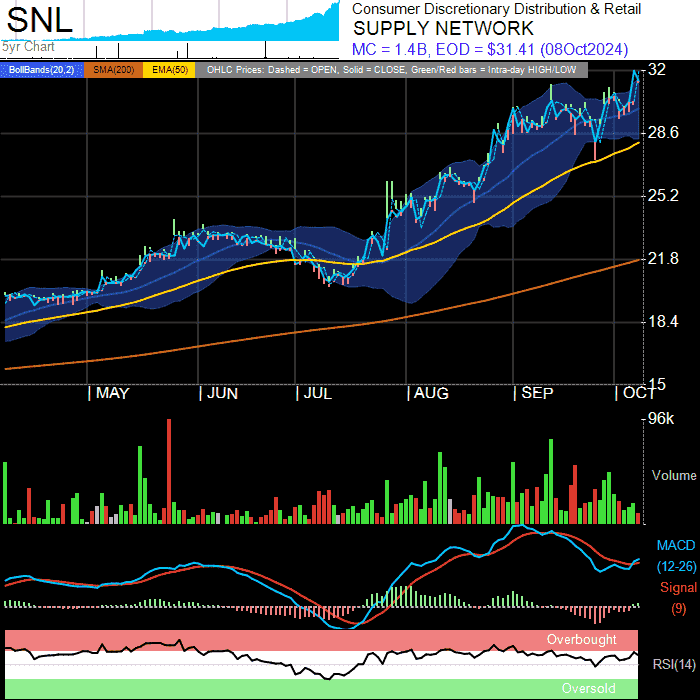 SNL
Consumer Discretionary Distribution & Retail
SUPPLY NETWORK
MC = 1.4B, EOD = $31.41 (08Oct2024)
5yr Chart
BollBands(20,2) SMA(200) EMA(50) OHLC Prices: Dashed = OPEN, Solid = CLOSE, Green/Red bars = Intra-day HIGH/LOW
32
28.6
25.2
21.8
18.4
15
| MAY | JUN | JUL | AUG | SEP | OCT
96k
Volume
MACD
(12-26)
Signal
(9)
Overbought
RSI(14)
Oversold